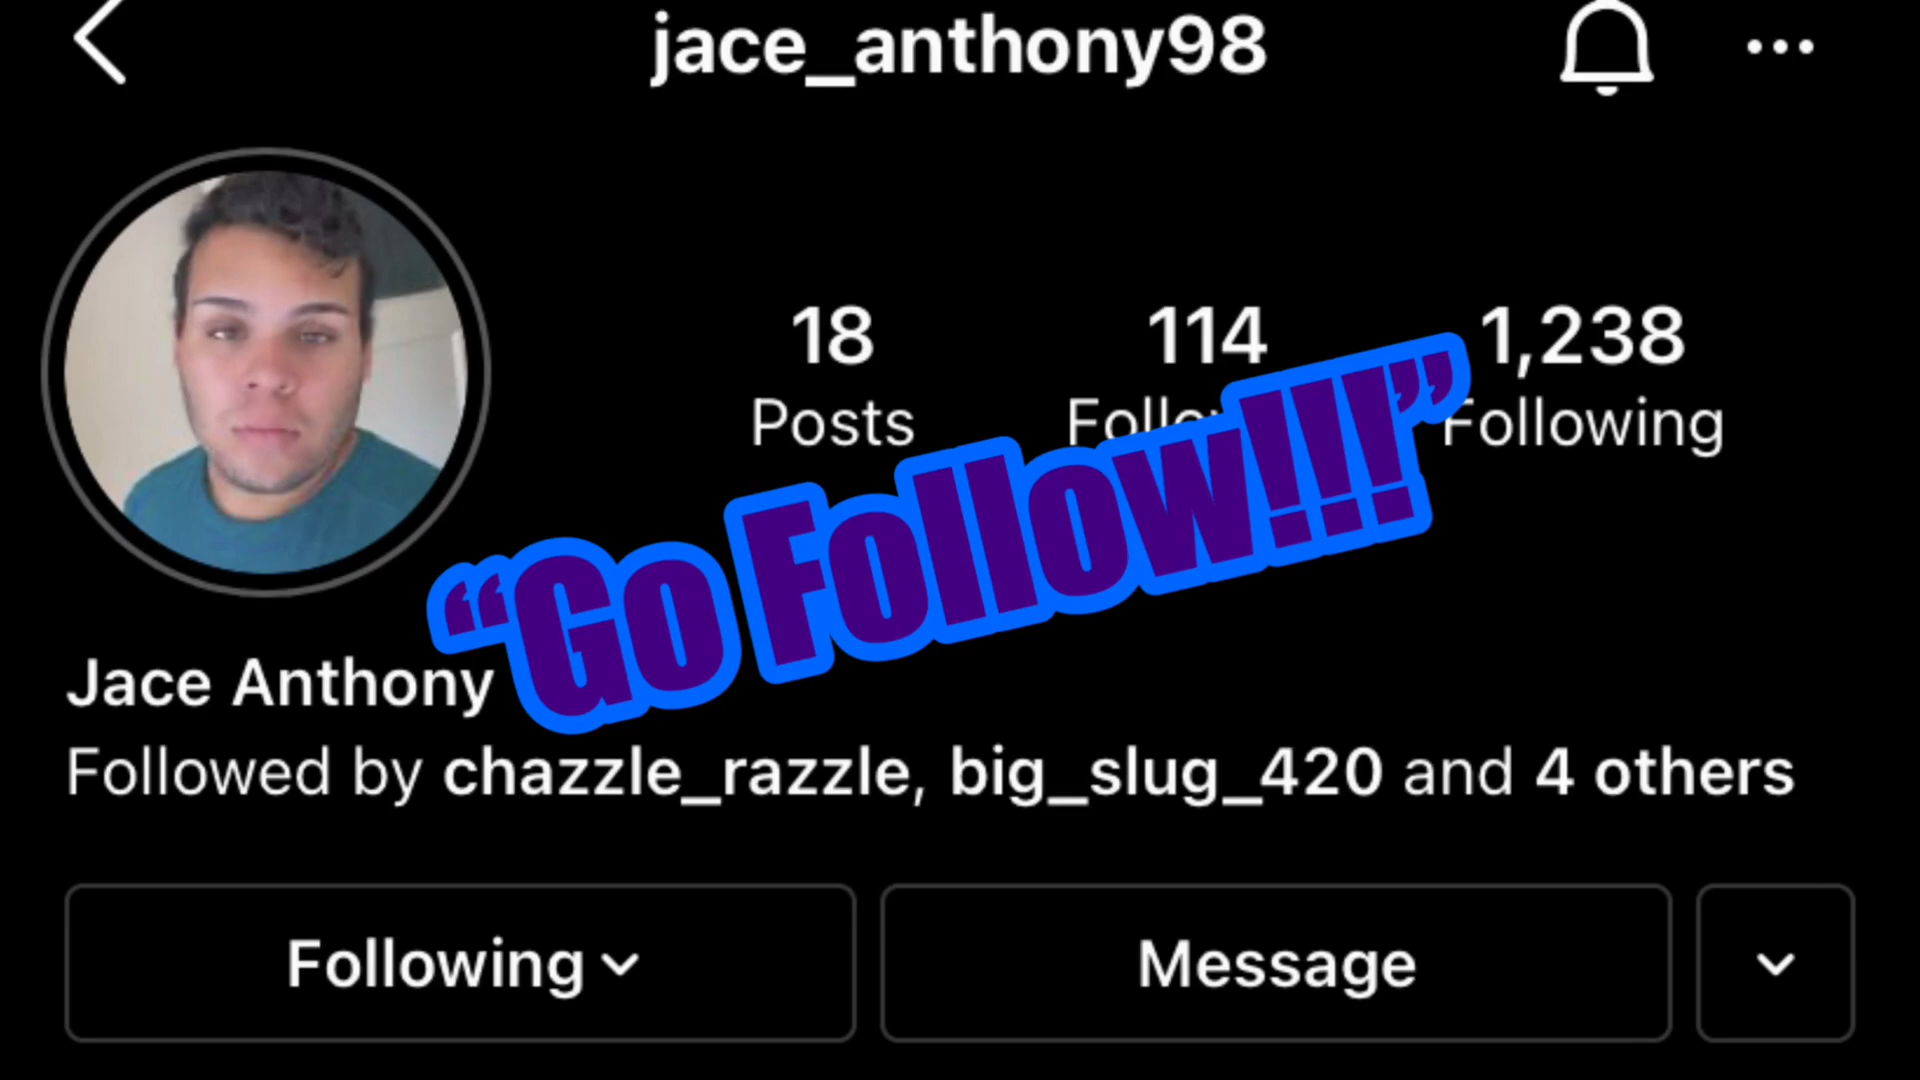 jace_anthony98
18 114 1,238
Posts Following
“Go Follow!!!”
Jace Anthony
Followed by chazzle_razzle, big_slug_420 and 4 others
Following Message